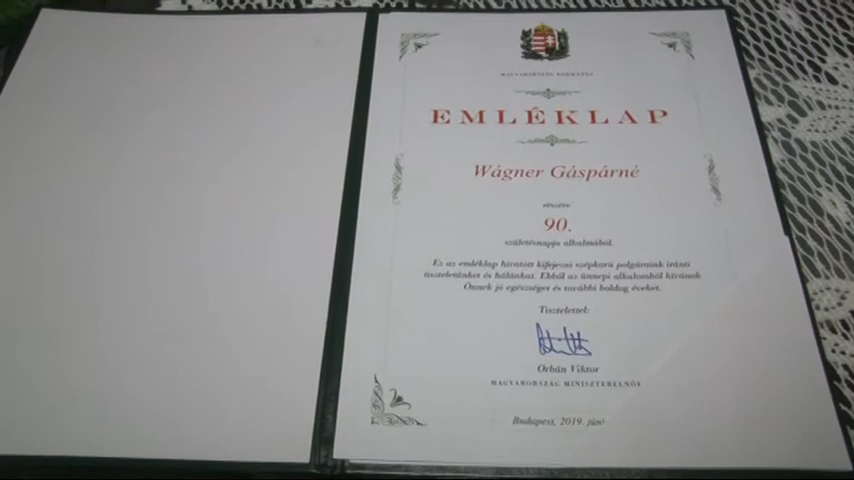 MAGYARORSZÁG KORMÁNYA
EMLÉKLAP
Wágner Gáspárné
részére
90.
születésnapja alkalmából.
Ez az emléklap hivatott kifejezni szépkorú polgáraink iránti
tiszteletünket és hálánkat. Ebből az ünnepi alkalomból kívánok
Önnek jó egészséget és további boldog éveket.
Tisztelettel:
Orbán Viktor
MAGYARORSZÁG MINISZTERELNÖK
Budapest, 2019.